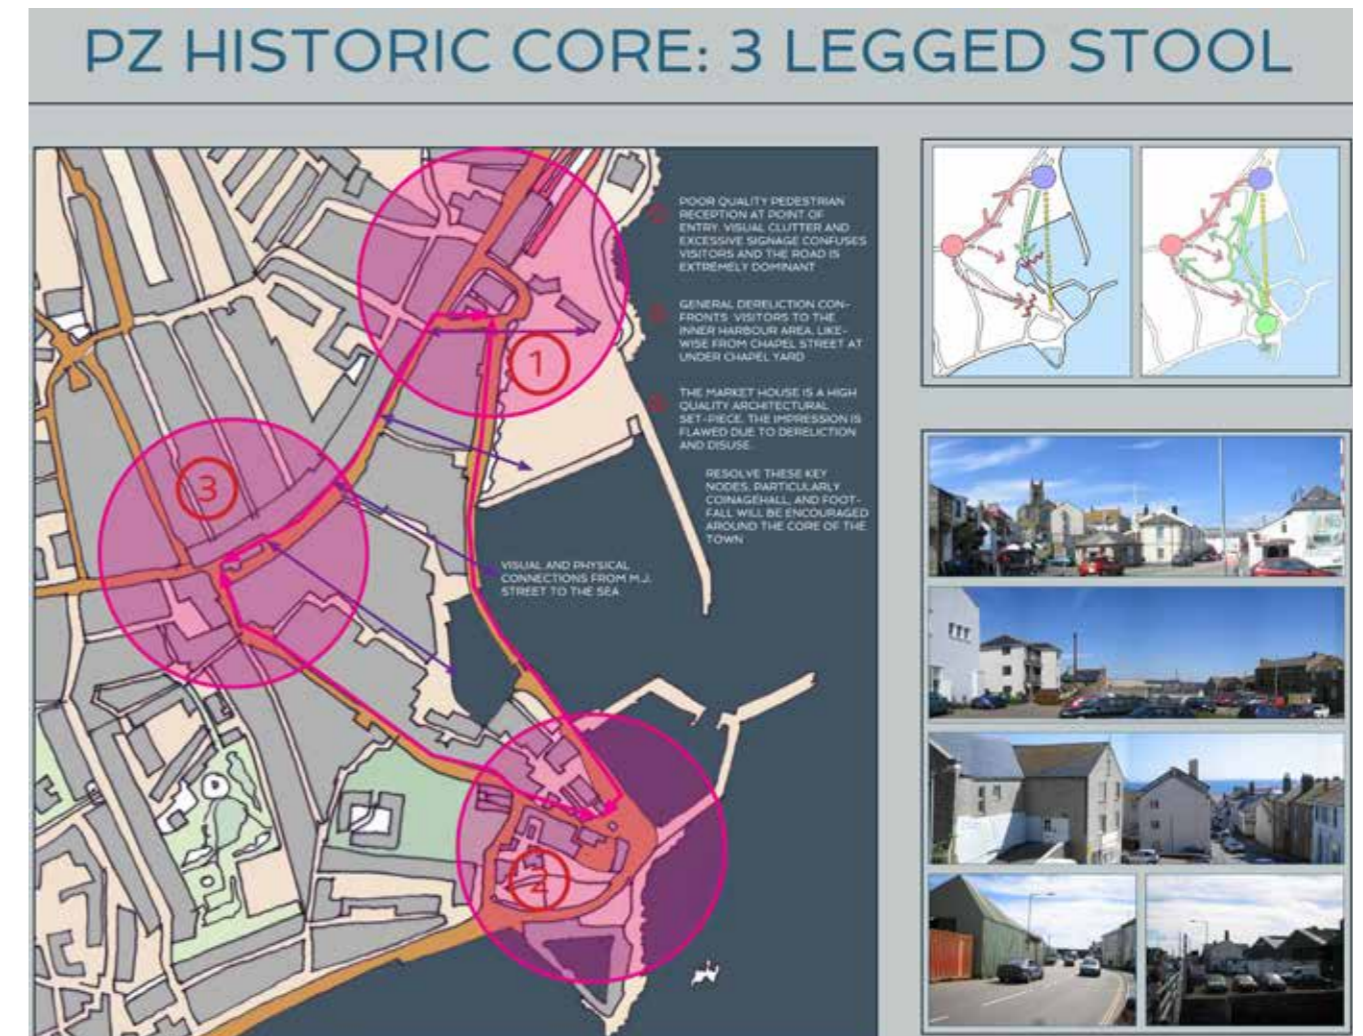 PZ HISTORIC CORE: 3 LEGGED STOOL
POOR QUALITY PEDESTRIAN
RECEPTION AT POINT OF
ENTRY. VISUAL CLUTTER AND
EXCESSIVE SIGNAGE CONFUSES
VISITORS AND THE ROAD IS
EXTREMELY DOMINANT
GENERAL DERELICTION CON-
FRONTS VISITORS TO THE
INNER HARBOUR AREA, LIKE-
WISE FROM CHAPEL STREET AT
UNDER CHAPEL YARD
THE MARKET HOUSE IS A HIGH
QUALITY ARCHITECTURAL
SET-PIECE. THE IMPRESSION IS
FLAWED DUE TO DERELICTION
AND DISUSE.
RESOLVE THESE KEY
NODES, PARTICULARLY
COINAGEHALL, AND FOOT-
FALL WILL BE ENCOURAGED
AROUND THE CORE OF THE
TOWN
VISUAL AND PHYSICAL
CONNECTIONS FROM M.J.
STREET TO THE SEA
1
3
2